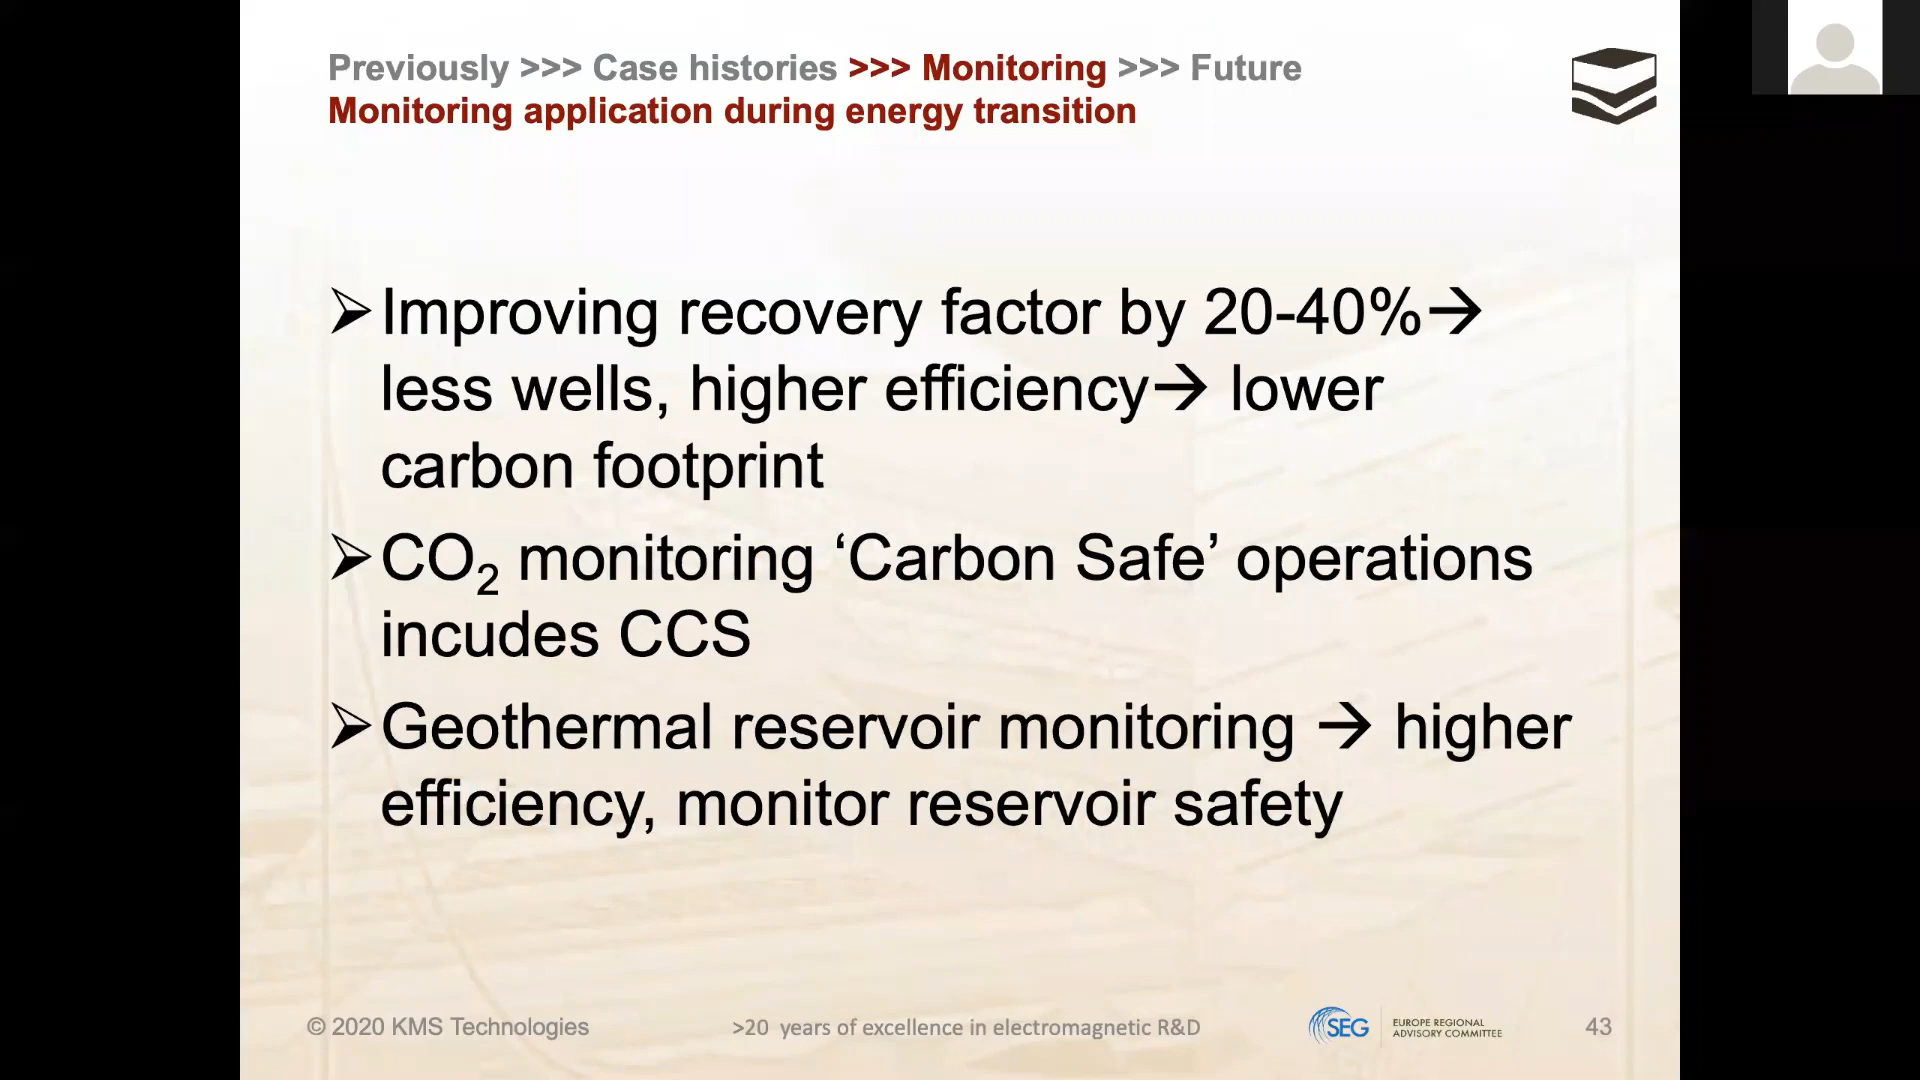 Previously >>> Case histories >>> Monitoring >>> Future
Monitoring application during energy transition
➢Improving recovery factor by 20-40%→
less wells, higher efficiency→ lower
carbon footprint
➢CO₂ monitoring ‘Carbon Safe’ operations
incudes CCS
➢Geothermal reservoir monitoring → higher
efficiency, monitor reservoir safety
© 2020 KMS Technologies
>20 years of excellence in electromagnetic R&D
SEG
EUROPE REGIONAL
ADVISORY COMMITTEE
43